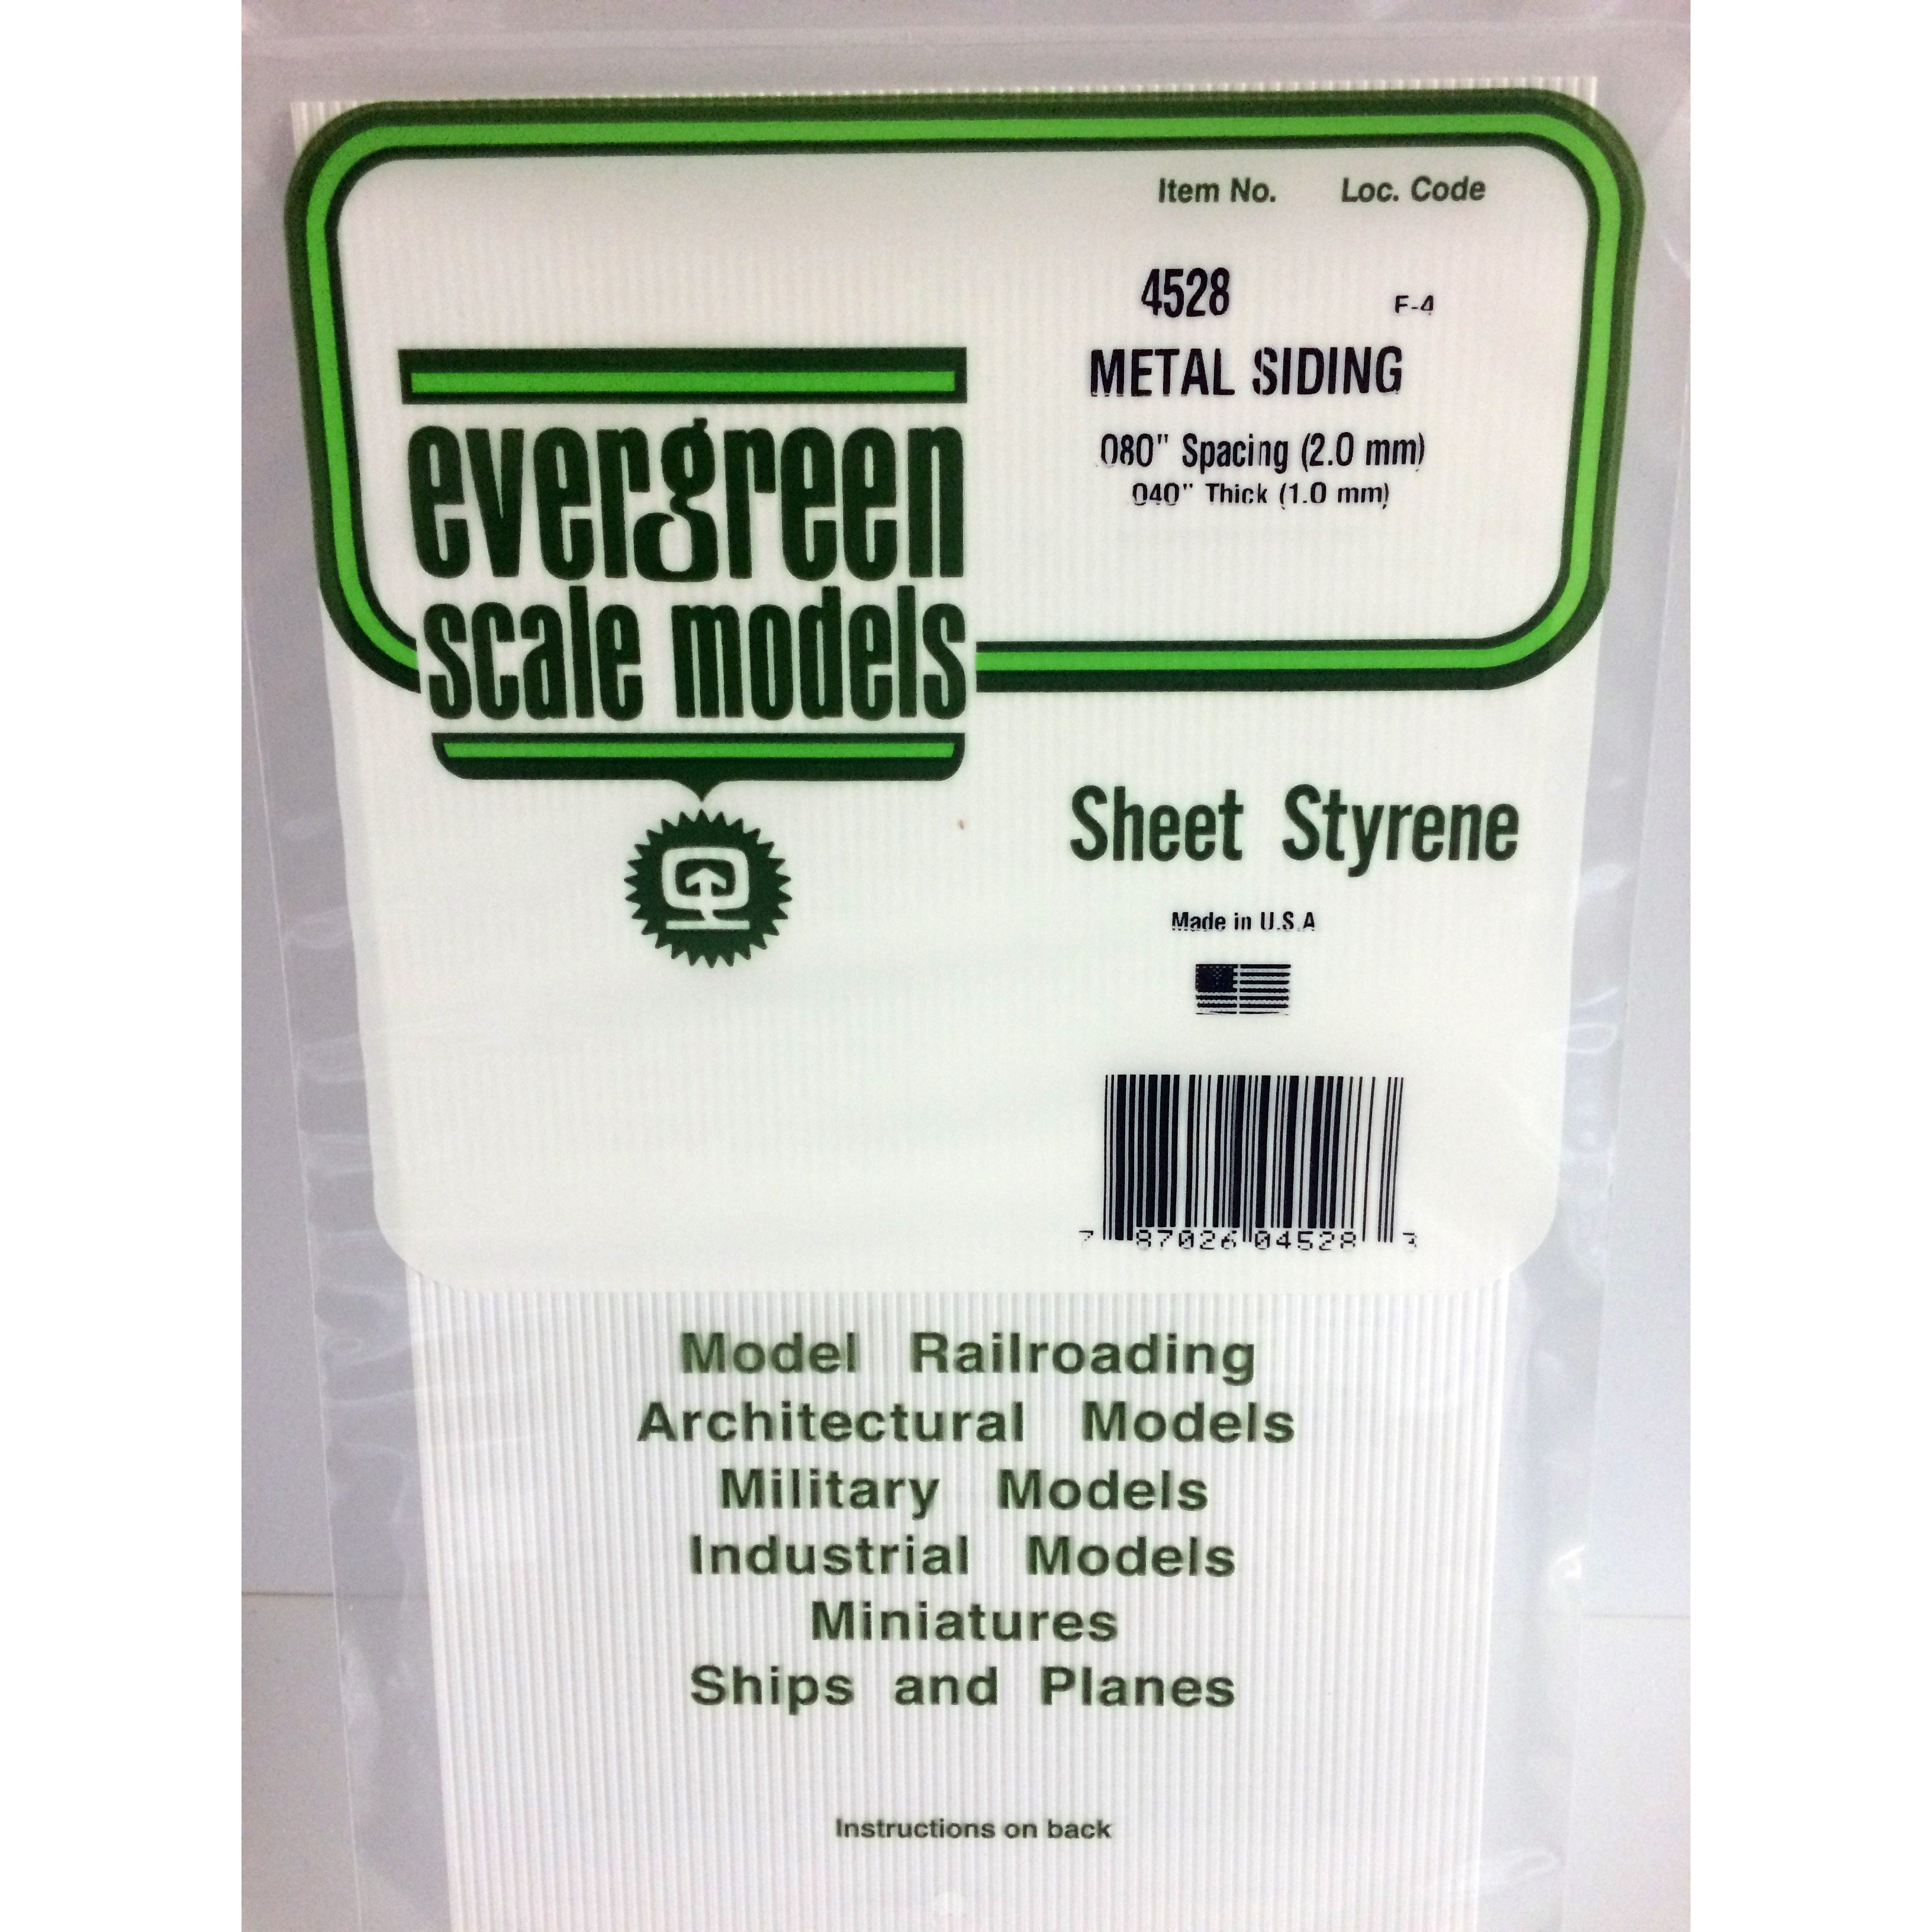 Item No. Loc. Code
4528 F-4
METAL SIDING
.080" Spacing (2.0 mm)
.040" Thick (1.0 mm)
evergreen
scale models
Sheet Styrene
Made in U.S.A
7 87026 04528 3
Model Railroading
Architectural Models
Military Models
Industrial Models
Miniatures
Ships and Planes
Instructions on back